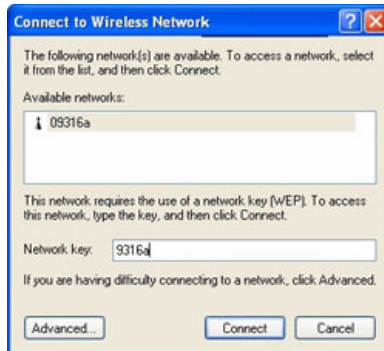 Connect to Wireless Network
The following network(s) are available. To access a network, select
it from the list, and then click Connect.
Available networks:
09316a
This network requires the use of a network key (WEP). To access
this network, type the key, and then click Connect.
Network key: 9316a
If you are having difficulty connecting to a network, click Advanced.
Advanced... Connect Cancel